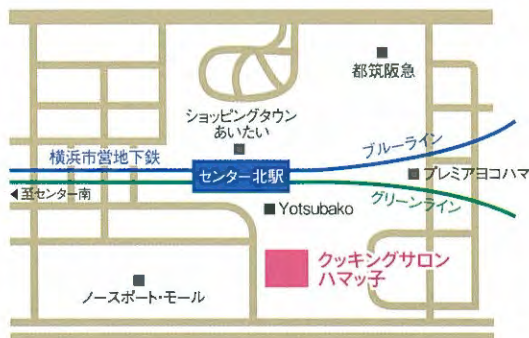 都筑阪急
ショッピングタウン
あいたい
横浜市営地下鉄
ブルーライン
センター北駅
プレミアヨコハマ
◀至センター南
グリーンライン
Yotsubako
クッキングサロン
ハマッ子
ノースポート・モール